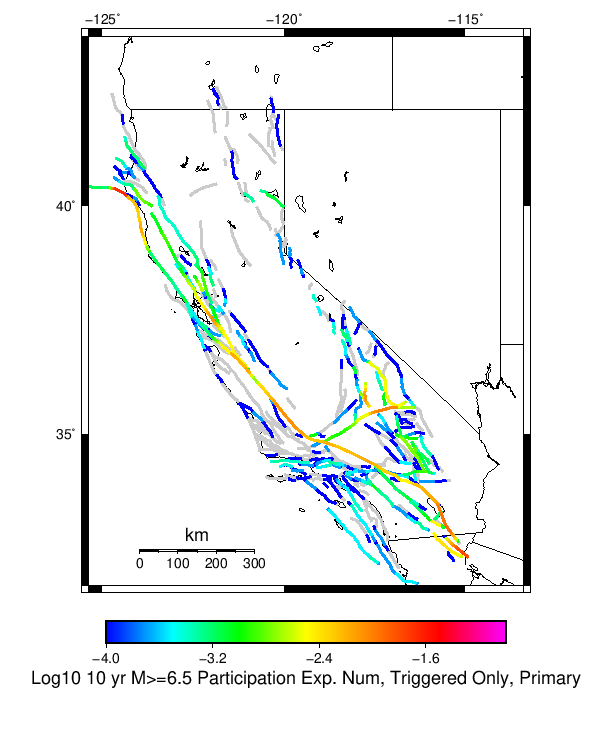 −125° −120° −115°
40°
35°
km
0 100 200 300
−4.0 −3.2 −2.4 −1.6
Log10 10 yr M>=6.5 Participation Exp. Num, Triggered Only, Primary